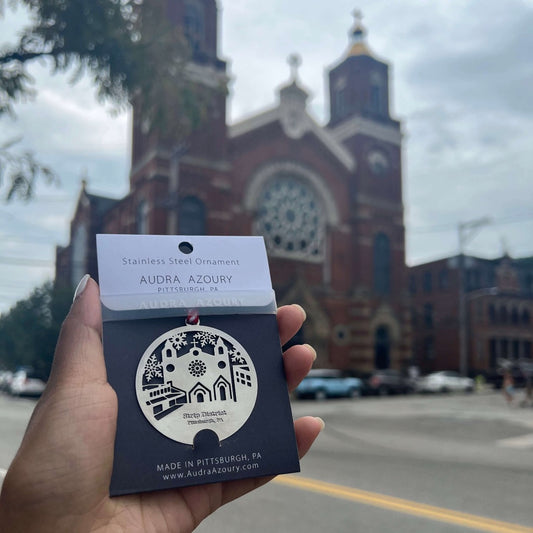 Stainless Steel Ornament
AUDRA AZOURY
PITTSBURGH, PA
AUDRA AZOURY
Strip District
Pittsburgh, PA
MADE IN PITTSBURGH, PA
www.AudraAzoury.com